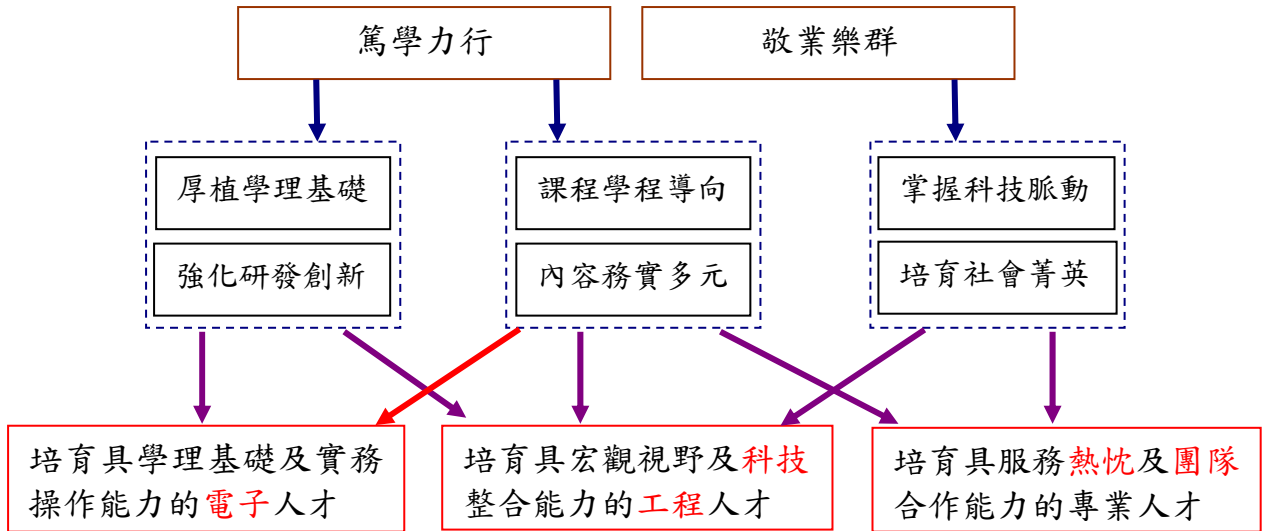 篤學力行
敬業樂群
厚植學理基礎
課程學程導向
掌握科技脈動
強化研發創新
內容務實多元
培育社會菁英
培育具學理基礎及實務
操作能力的電子人才
培育具宏觀視野及科技
整合能力的工程人才
培育具服務熱忱及團隊
合作能力的專業人才